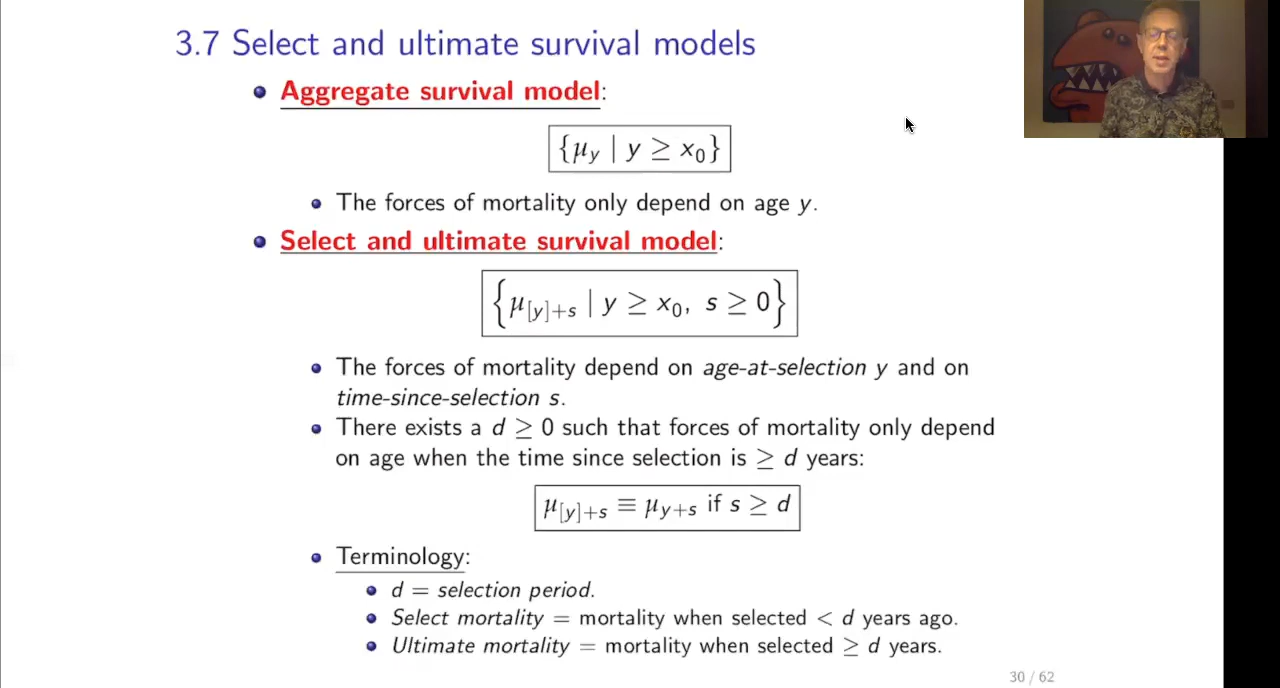 3.7 Select and ultimate survival models
Aggregate survival model:
{μ_y | y ≥ x_0}
The forces of mortality only depend on age y.
Select and ultimate survival model:
{μ_{[y]+s} | y ≥ x_0, s ≥ 0}
The forces of mortality depend on age-at-selection y and on
time-since-selection s.
There exists a d ≥ 0 such that forces of mortality only depend
on age when the time since selection is ≥ d years:
μ_{[y]+s} ≡ μ_{y+s} if s ≥ d
Terminology:
d = selection period.
Select mortality = mortality when selected < d years ago.
Ultimate mortality = mortality when selected ≥ d years.
30 / 62